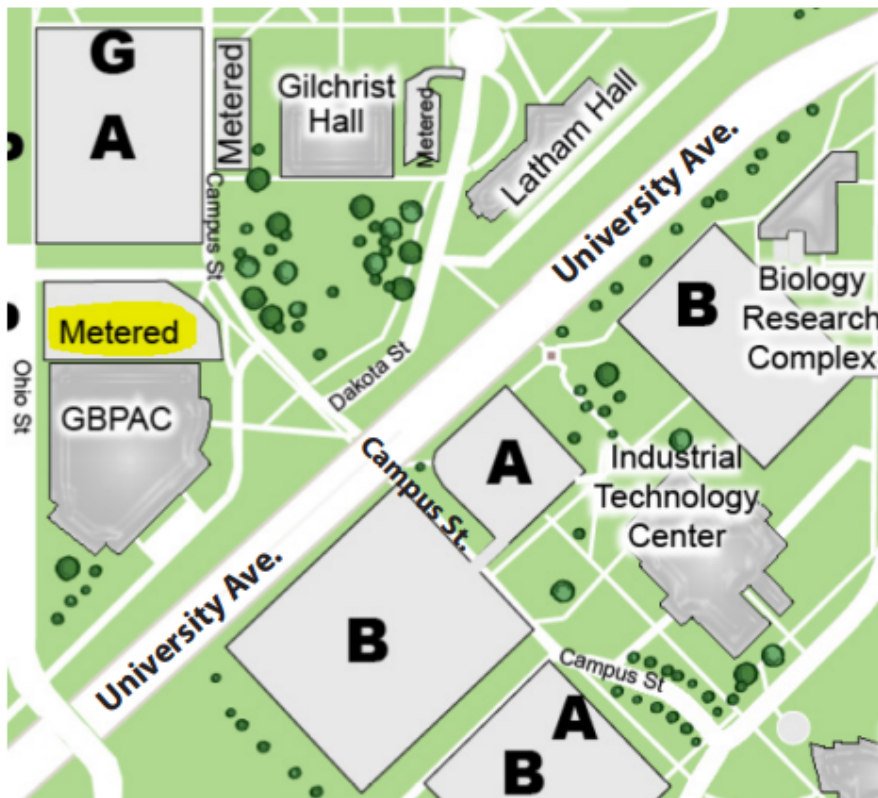 G
A
Metered
Gilchrist
Hall
Metered
Latham Hall
University Ave.
Campus St
Metered
Ohio St
GBPAC
Dakota St
B
Biology
Research
Complex
Campus St.
A
Industrial
Technology
Center
University Ave.
B
Campus St
A
B